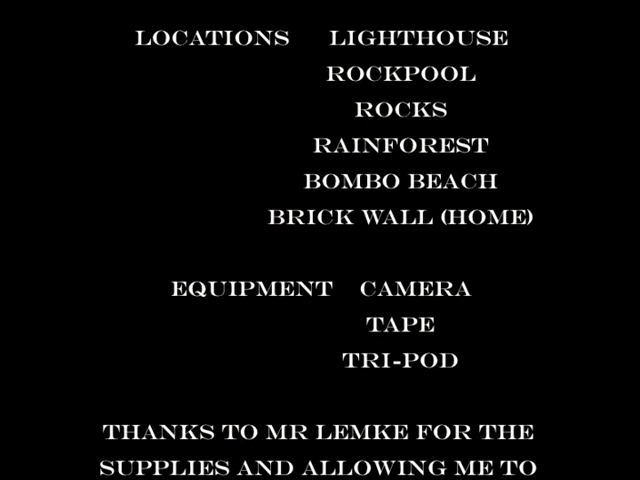 LOCATIONS LIGHTHOUSE
ROCKPOOL
ROCKS
RAINFOREST
BOMBO BEACH
BRICK WALL (HOME)
EQUIPMENT CAMERA
TAPE
TRI-POD
THANKS TO MR LEMKE FOR THE
SUPPLIES AND ALLOWING ME TO